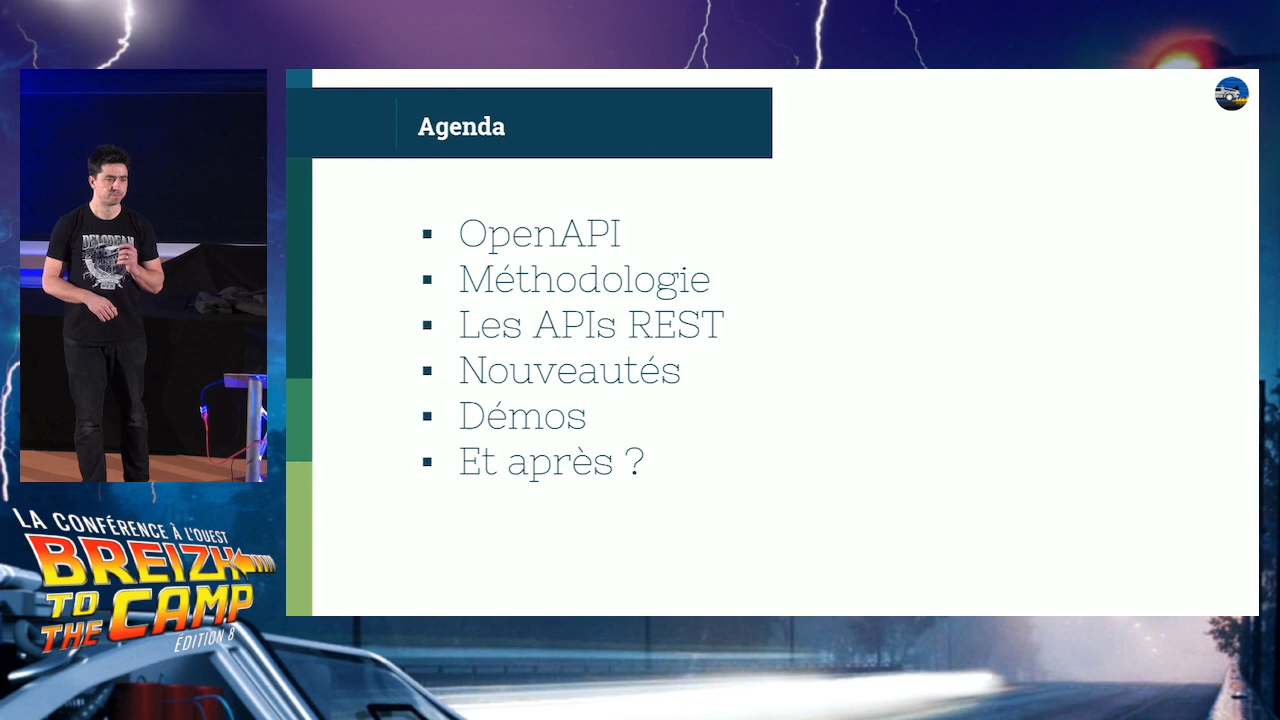 Agenda
▪ OpenAPI
▪ Méthodologie
▪ Les APIs REST
▪ Nouveautés
▪ Démos
▪ Et après ?
DELOREAN
LA CONFÉRENCE À L'OUEST
BREIZH
TO CAMP
THE
ÉDITION 8